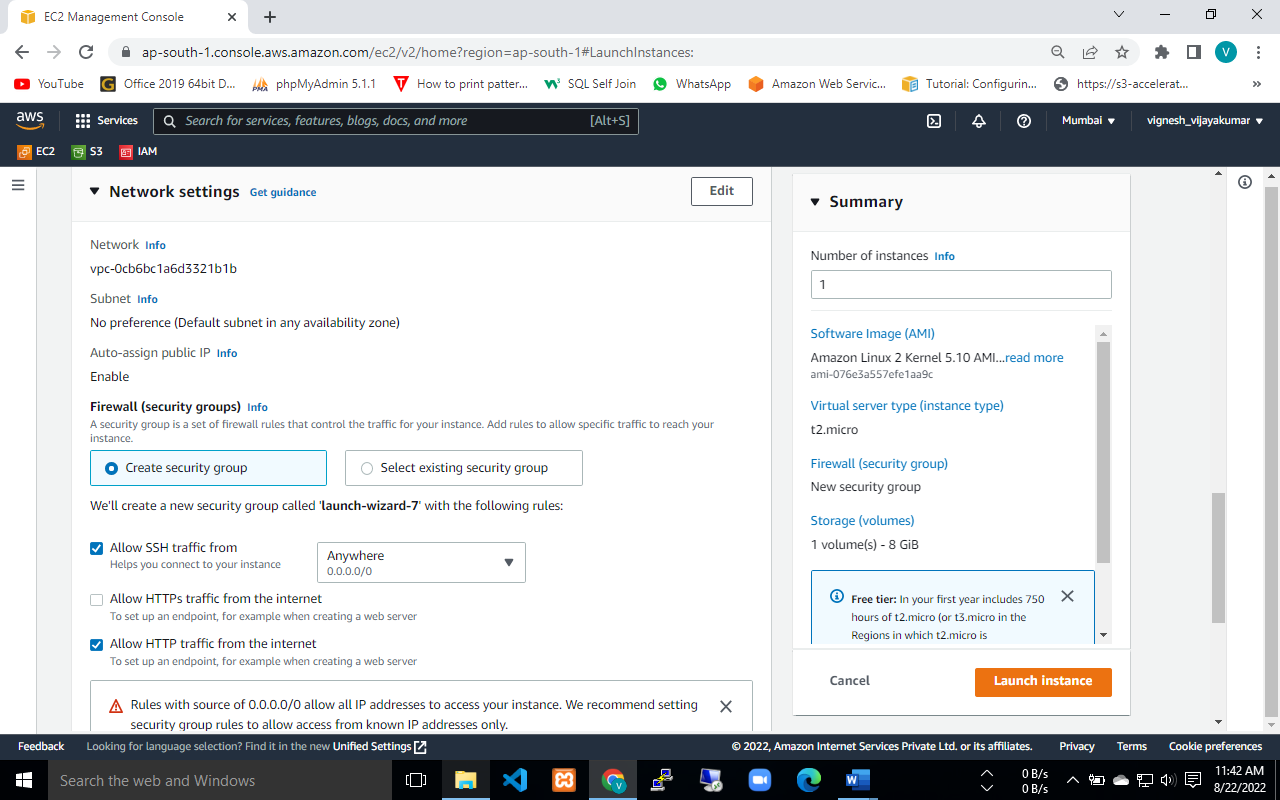 EC2 Management Console
ap-south-1.console.aws.amazon.com/ec2/v2/home?region=ap-south-1#LaunchInstances:
V
YouTube
Office 2019 64bit D...
phpMyAdmin 5.1.1
How to print patter...
SQL Self Join
WhatsApp
Amazon Web Servic...
Tutorial: Configurin...
https://s3-accelerat...
»
aws
Services
Search for services, features, blogs, docs, and more
[Alt+S]
Mumbai
vignesh_vijayakumar
EC2
S3
IAM
Network settings
Get guidance
Edit
Network Info
vpc-0cb6bc1a6d3321b1b
Subnet Info
No preference (Default subnet in any availability zone)
Auto-assign public IP Info
Enable
Firewall (security groups) Info
A security group is a set of firewall rules that control the traffic for your instance. Add rules to allow specific traffic to reach your
instance.
Create security group
Select existing security group
We'll create a new security group called 'launch-wizard-7' with the following rules:
Allow SSH traffic from
Helps you connect to your instance
Anywhere
0.0.0.0/0
Allow HTTPs traffic from the internet
To set up an endpoint, for example when creating a web server
Allow HTTP traffic from the internet
To set up an endpoint, for example when creating a web server
Rules with source of 0.0.0.0/0 allow all IP addresses to access your instance. We recommend setting
security group rules to allow access from known IP addresses only.
Summary
Number of instances Info
1
Software Image (AMI)
Amazon Linux 2 Kernel 5.10 AMI...read more
ami-076e3a557efe1aa9c
Virtual server type (instance type)
t2.micro
Firewall (security group)
New security group
Storage (volumes)
1 volume(s) - 8 GiB
Free tier: In your first year includes 750
hours of t2.micro (or t3.micro in the
Regions in which t2.micro is
Cancel
Launch instance
Feedback
Looking for language selection? Find it in the new Unified Settings
© 2022, Amazon Internet Services Private Ltd. or its affiliates.
Privacy
Terms
Cookie preferences
Search the web and Windows
0 B/s
0 B/s
11:42 AM
8/22/2022